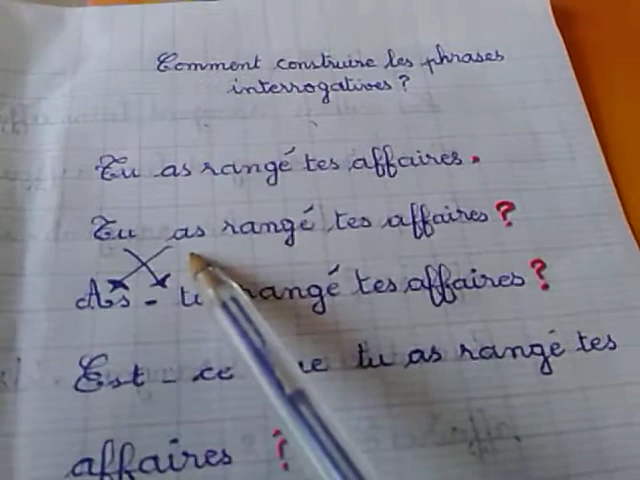 Comment construire les phrases
interrogatives ?
Tu as rangé tes affaires.
Tu as rangé tes affaires ?
As-tu rangé tes affaires ?
Est-ce que tu as rangé tes
affaires ?